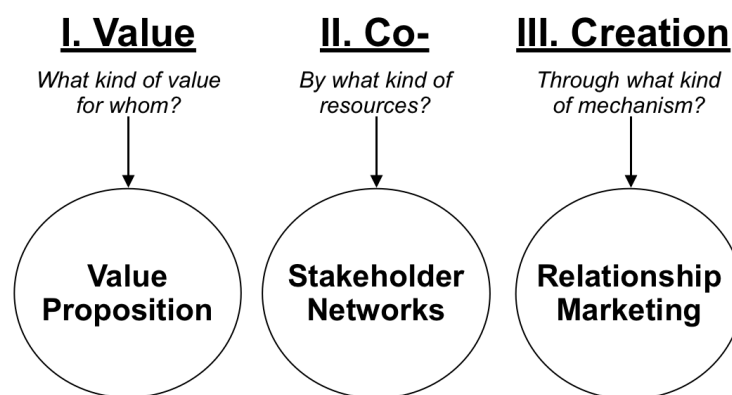 I. Value
What kind of value
for whom?
Value
Proposition
II. Co-
By what kind of
resources?
Stakeholder
Networks
III. Creation
Through what kind
of mechanism?
Relationship
Marketing